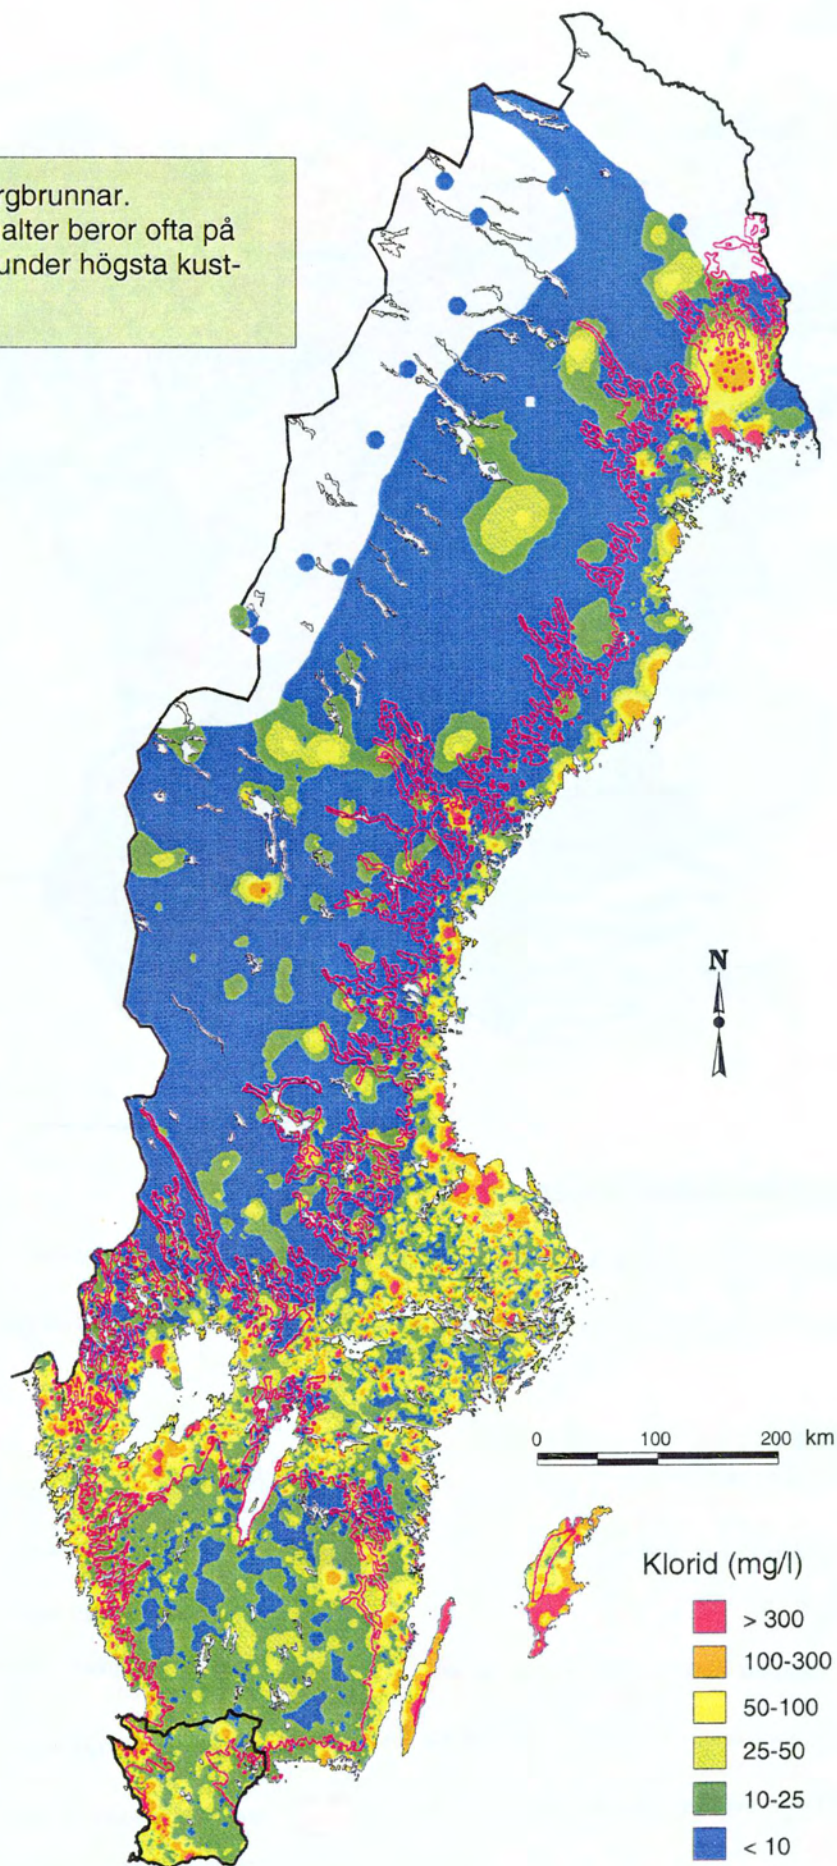 rgbrunnar.
alter beror ofta på
under högsta kust-
N
0 100 200 km
Klorid (mg/l)
> 300
100-300
50-100
25-50
10-25
< 10